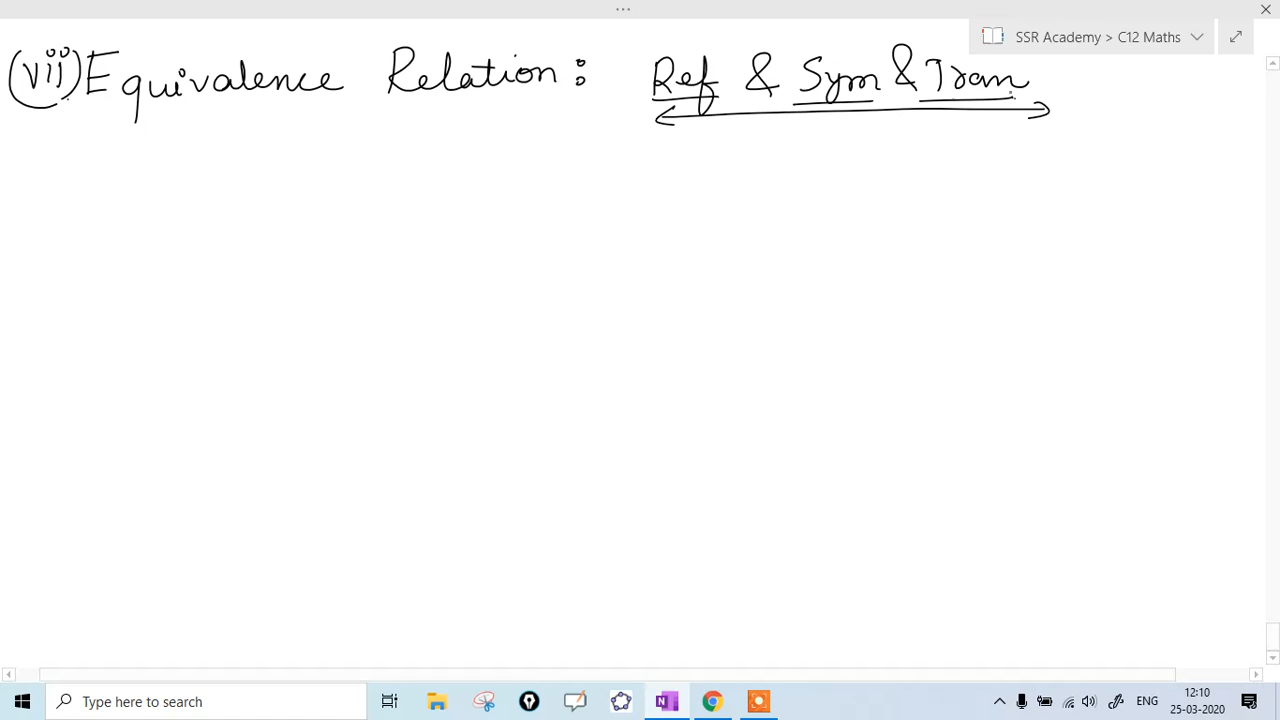 SSR Academy > C12 Maths
(vii) Equivalence Relation : Ref & Sym & Tran
Type here to search
ENG
12:10
25-03-2020